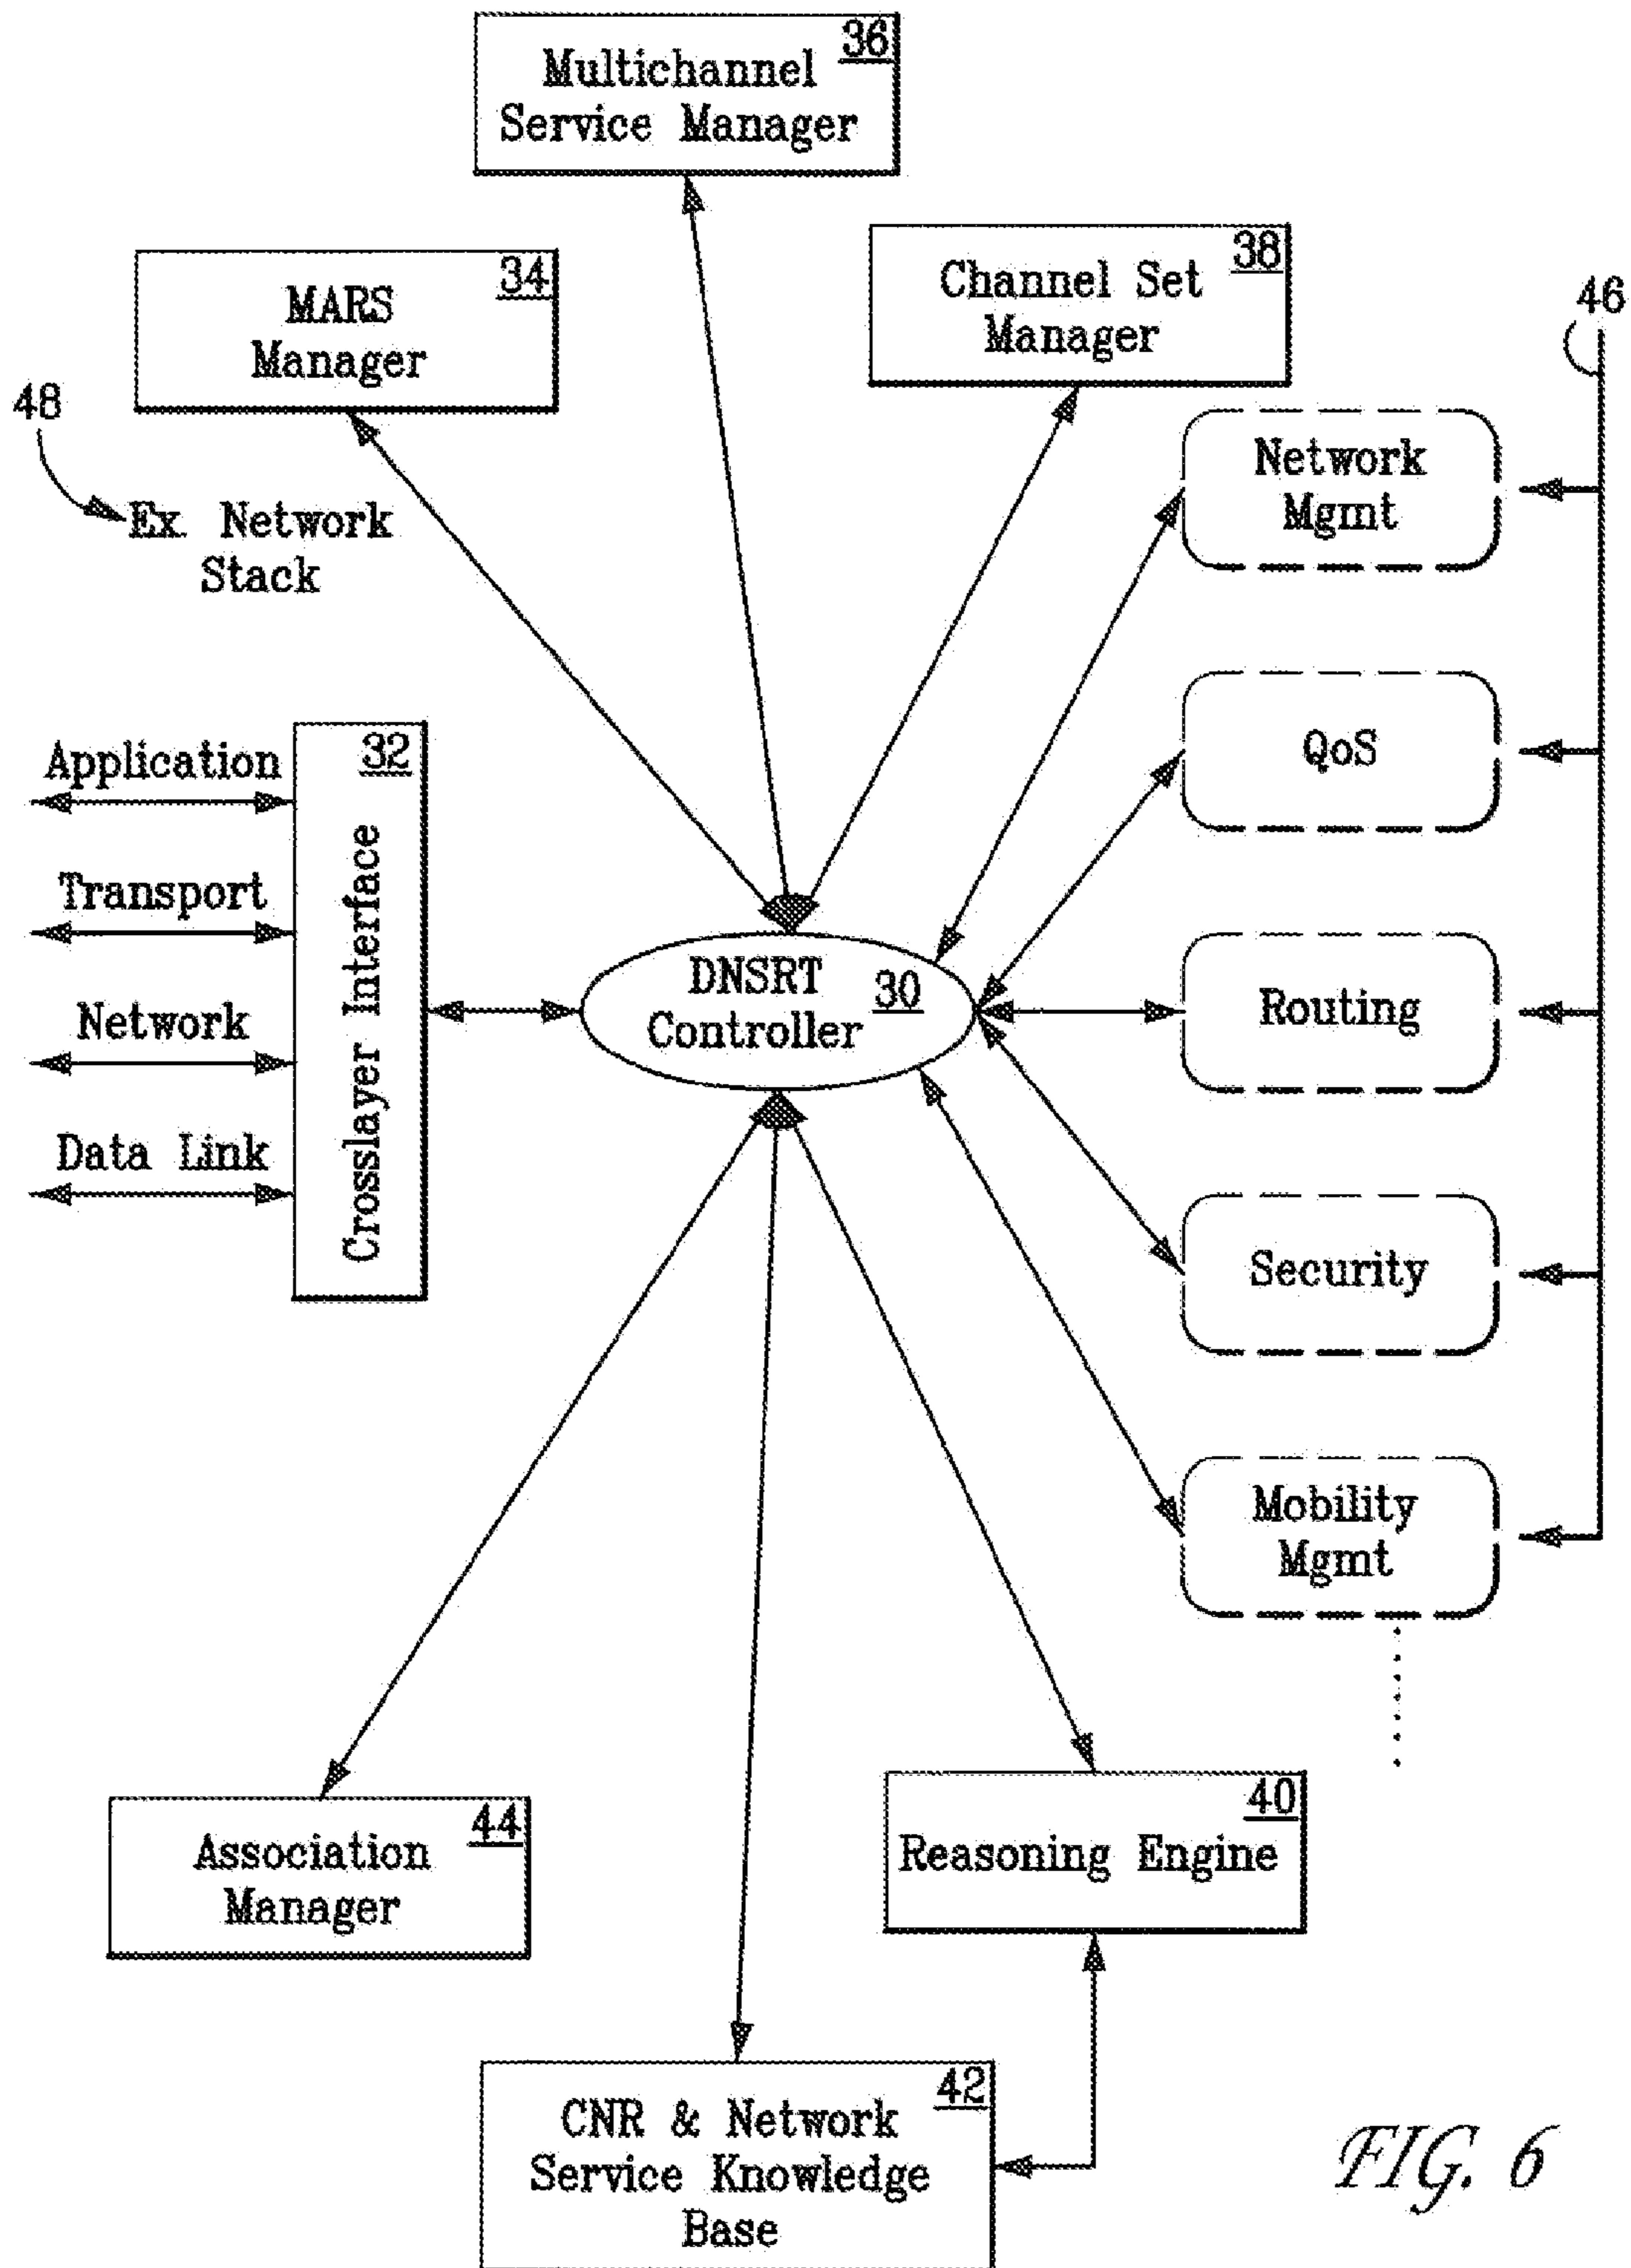 36
Multichannel
Service Manager
34
MARS
Manager
38
Channel Set
Manager
46
48
Ex. Network
Stack
Network
Mgmt
QoS
Routing
Security
Mobility
Mgmt
Application
Transport
Network
Data Link
32
Crosslayer Interface
DNSRT
Controller
30
44
Association
Manager
40
Reasoning Engine
42
CNR & Network
Service Knowledge
Base
FIG. 6